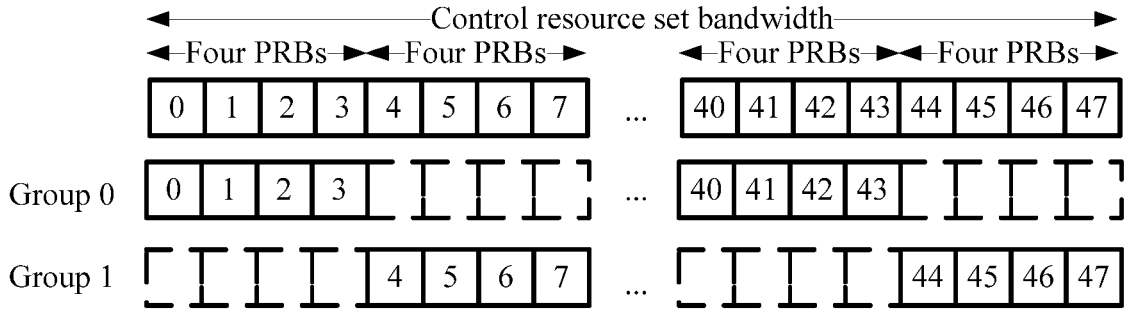 Control resource set bandwidth
Four PRBs Four PRBs Four PRBs Four PRBs
0 1 2 3 4 5 6 7 ... 40 41 42 43 44 45 46 47
Group 0 0 1 2 3 ... 40 41 42 43
Group 1 4 5 6 7 ... 44 45 46 47